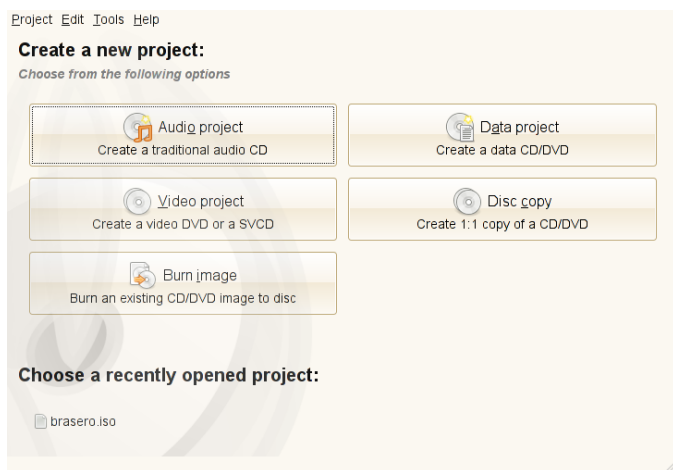 Project Edit Tools Help
Create a new project:
Choose from the following options
Audio project
Create a traditional audio CD
Data project
Create a data CD/DVD
Video project
Create a video DVD or a SVCD
Disc copy
Create 1:1 copy of a CD/DVD
Burn image
Burn an existing CD/DVD image to disc
Choose a recently opened project:
brasero.iso